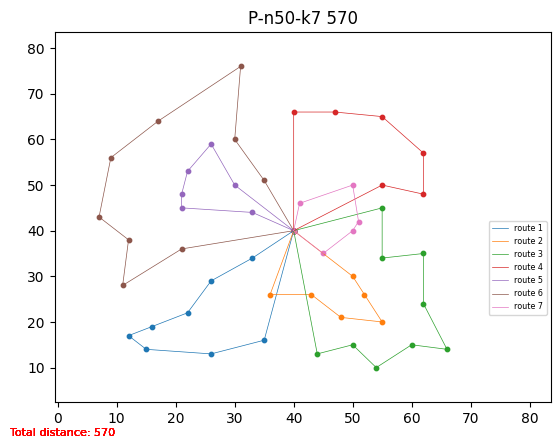 P-n50-k7 570
80
70
60
50
40
30
20
10
0 10 20 30 40 50 60 70 80
route 1
route 2
route 3
route 4
route 5
route 6
route 7
Total distance: 570